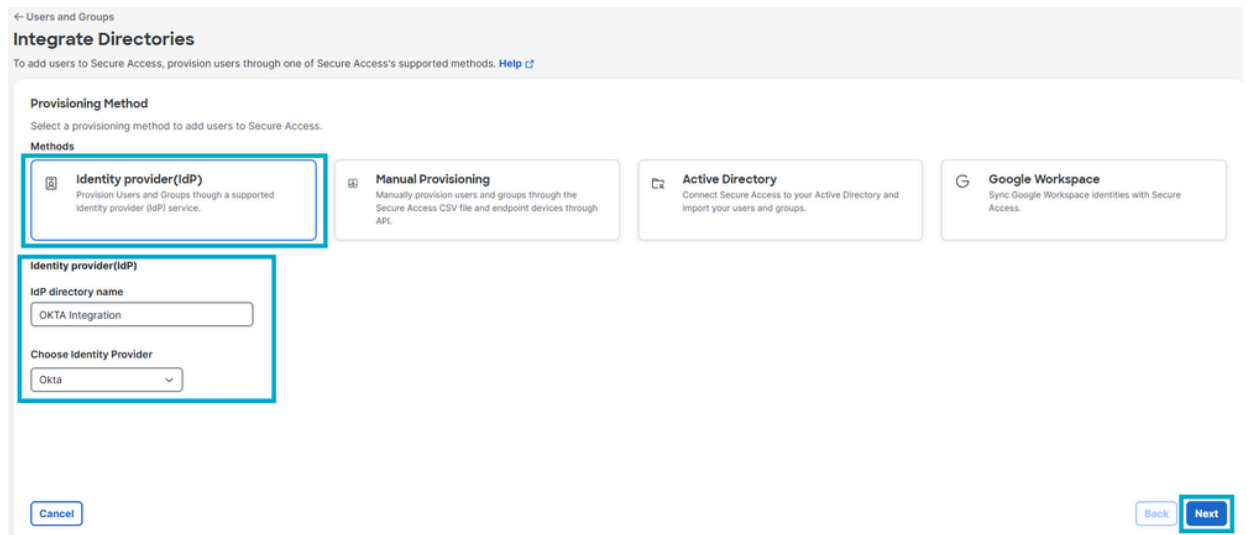 ← Users and Groups
Integrate Directories
To add users to Secure Access, provision users through one of Secure Access's supported methods. Help
Provisioning Method
Select a provisioning method to add users to Secure Access.
Methods
Identity provider(IdP)
Provision Users and Groups though a supported
identity provider (IdP) service.
Manual Provisioning
Manually provision users and groups through the
Secure Access CSV file and endpoint devices through
API.
Active Directory
Connect Secure Access to your Active Directory and
import your users and groups.
G Google Workspace
Sync Google Workspace identities with Secure
Access.
Identity provider(IdP)
IdP directory name
OKTA Integration
Choose Identity Provider
Okta
Cancel
Back
Next